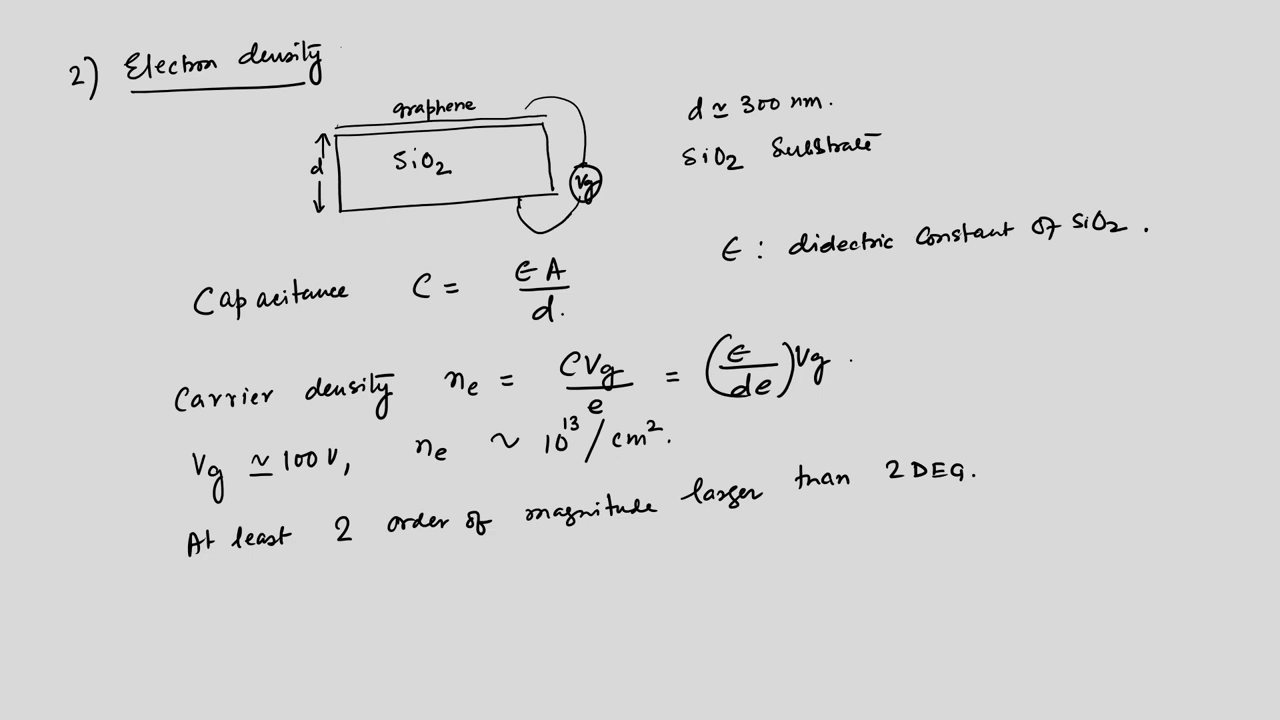 2) Electron density
graphene
d ≃ 300 nm.
SiO2
d
Vg
SiO2 Substrate
ϵ : dielectric constant of SiO2 .
Capacitance C = ϵA/d.
Carrier density ne = CVg/e = (ϵ/de)Vg .
Vg ≃ 100 V, ne ~ 10^13/cm^2.
At least 2 order of magnitude larger than 2DEG.